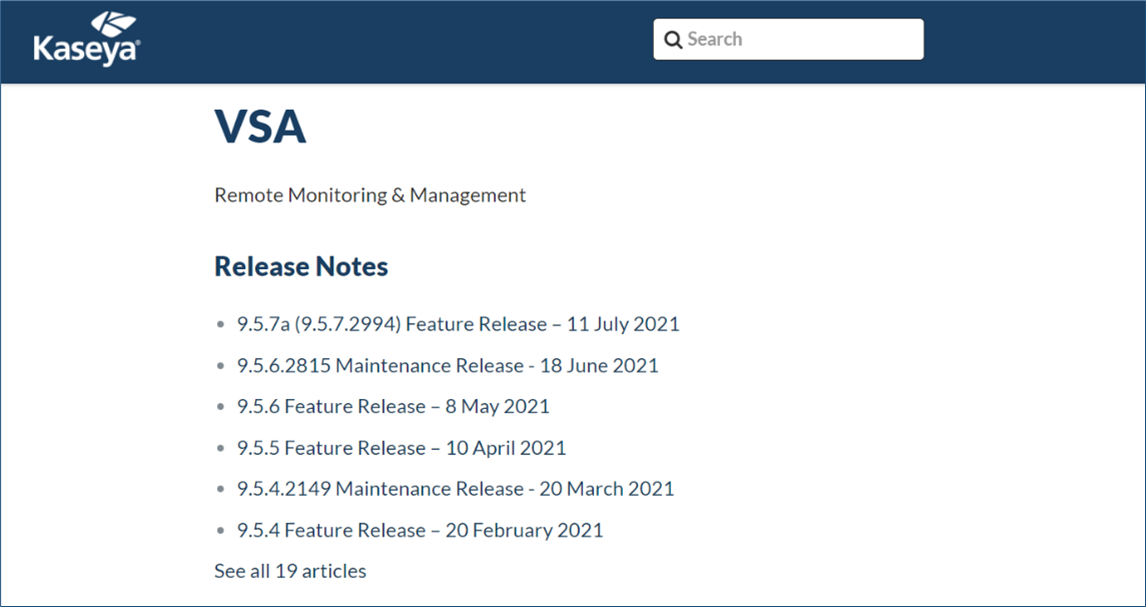 Kaseya®
Search
VSA
Remote Monitoring & Management
Release Notes
9.5.7a (9.5.7.2994) Feature Release – 11 July 2021
9.5.6.2815 Maintenance Release - 18 June 2021
9.5.6 Feature Release – 8 May 2021
9.5.5 Feature Release – 10 April 2021
9.5.4.2149 Maintenance Release - 20 March 2021
9.5.4 Feature Release – 20 February 2021
See all 19 articles